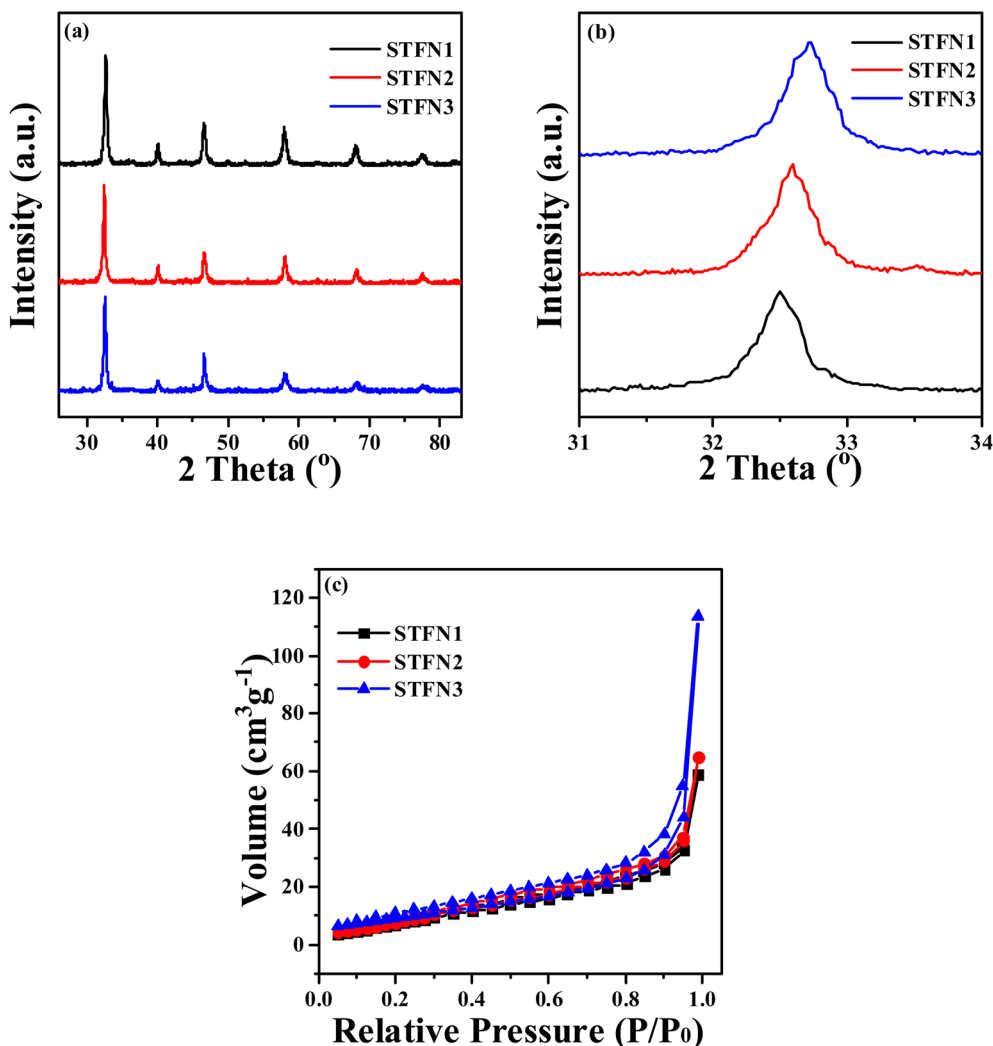 (a)
STFN1
STFN2
STFN3
Intensity (a.u.)
30 40 50 60 70 80
2 Theta (°)
(b)
STFN1
STFN2
STFN3
Intensity (a.u.)
31 32 33 34
2 Theta (°)
(c)
STFN1
STFN2
STFN3
Volume (cm³g⁻¹)
120
100
80
60
40
20
0
0.0 0.2 0.4 0.6 0.8 1.0
Relative Pressure (P/P₀)